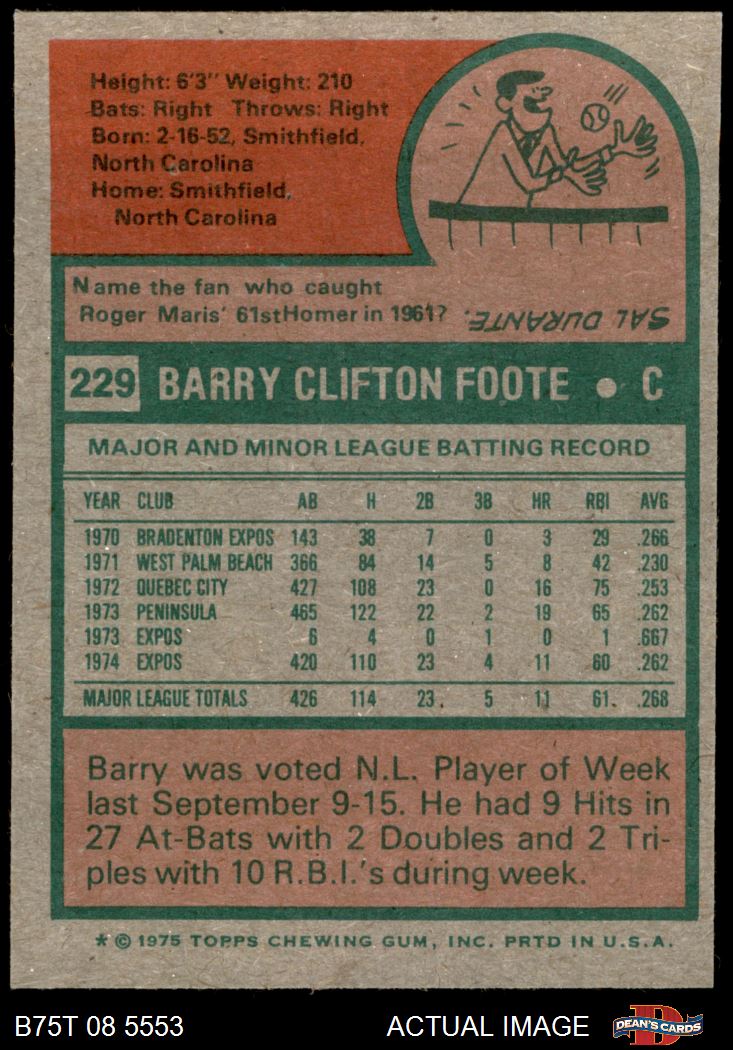 Height: 6'3" Weight: 210
Bats: Right Throws: Right
Born: 2-16-52, Smithfield,
North Carolina
Home: Smithfield,
North Carolina
Name the fan who caught
Roger Maris' 61st Homer in 1961?
SAL DURANTE.
229 BARRY CLIFTON FOOTE • C
MAJOR AND MINOR LEAGUE BATTING RECORD
YEAR CLUB AB H 2B 3B HR RBI AVG
1970 BRADENTON EXPOS 143 38 7 0 3 29 .266
1971 WEST PALM BEACH 366 84 14 5 8 42 .230
1972 QUEBEC CITY 427 108 23 0 16 75 .253
1973 PENINSULA 465 122 22 2 19 65 .262
1973 EXPOS 6 4 0 1 0 1 .667
1974 EXPOS 420 110 23 4 11 60 .262
MAJOR LEAGUE TOTALS 426 114 23. 5 11 61. .268
Barry was voted N.L. Player of Week
last September 9-15. He had 9 Hits in
27 At-Bats with 2 Doubles and 2 Tri-
ples with 10 R.B.I.'s during week.
* © 1975 TOPPS CHEWING GUM, INC. PRTD IN U.S.A.
B75T 08 5553 ACTUAL IMAGE DEAN'S CARDS